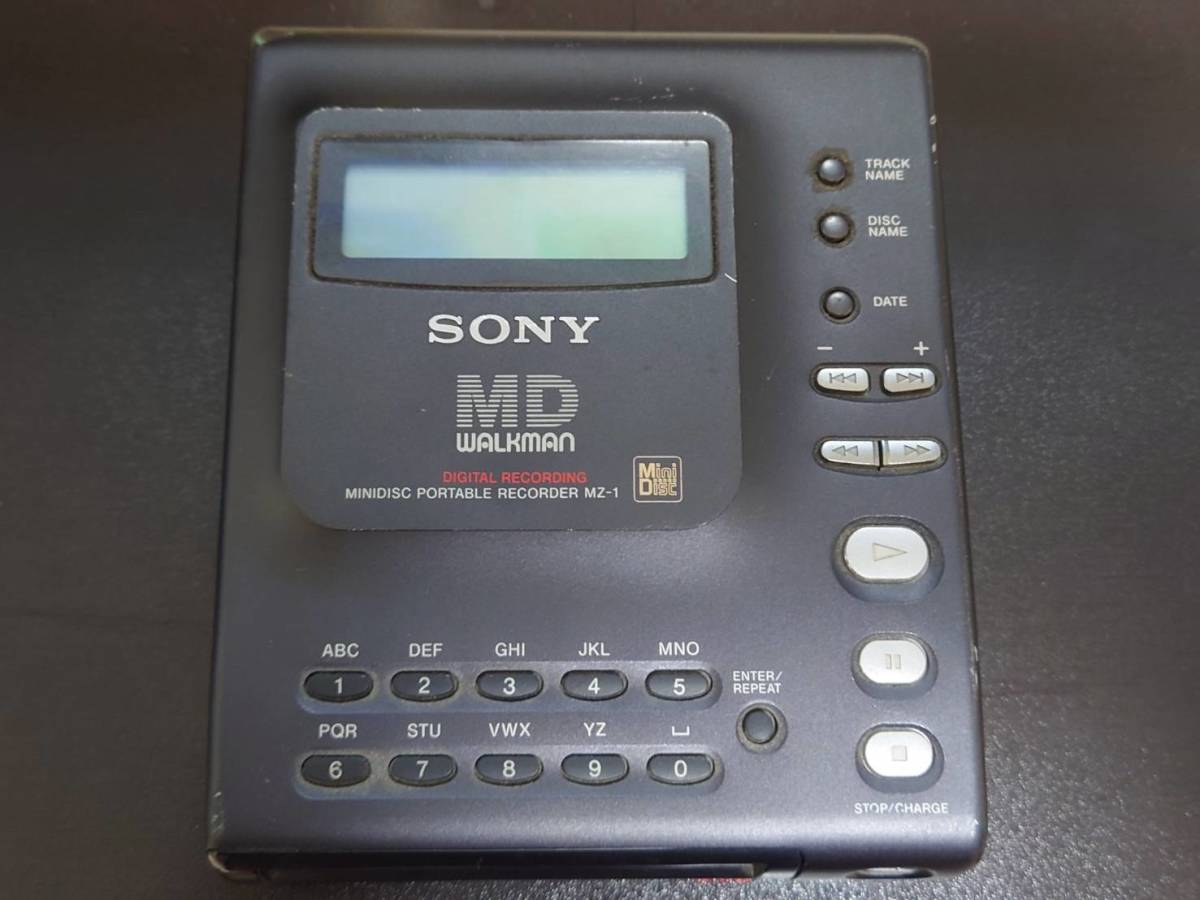 TRACK
NAME
DISC
NAME
DATE
- +
SONY
MD
WALKMAN
DIGITAL RECORDING
MINIDISC PORTABLE RECORDER MZ-1
Mini
Disc
ABC DEF GHI JKL MNO
1 2 3 4 5
ENTER/
REPEAT
PQR STU VWX YZ ⎵
6 7 8 9 0
STOP/CHARGE